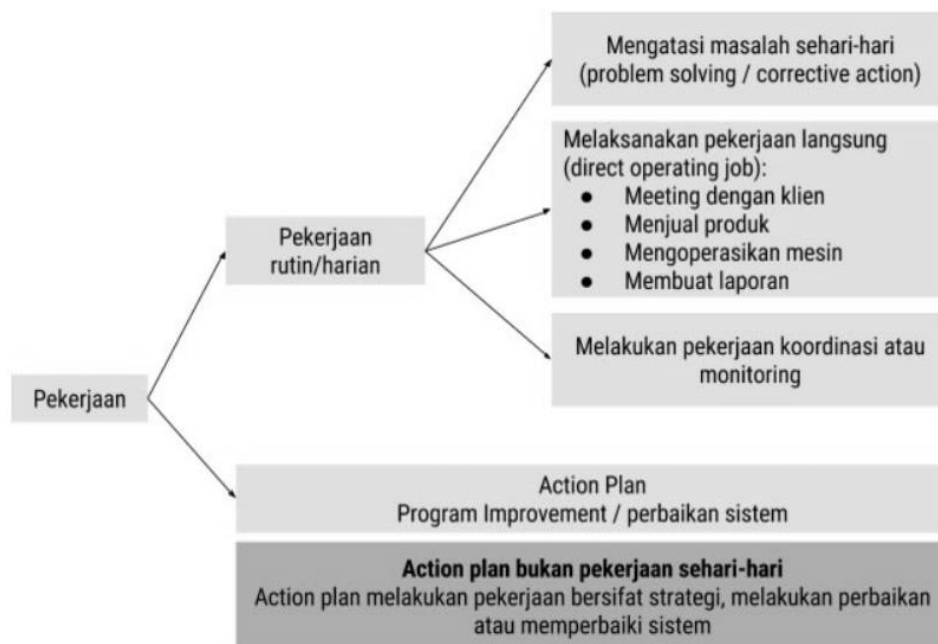 Mengatasi masalah sehari-hari
(problem solving / corrective action)
Melaksanakan pekerjaan langsung
(direct operating job):
● Meeting dengan klien
● Menjual produk
● Mengoperasikan mesin
● Membuat laporan
Pekerjaan
rutin/harian
Melakukan pekerjaan koordinasi atau
monitoring
Pekerjaan
Action Plan
Program Improvement / perbaikan sistem
Action plan bukan pekerjaan sehari-hari
Action plan melakukan pekerjaan bersifat strategi, melakukan perbaikan
atau memperbaiki sistem